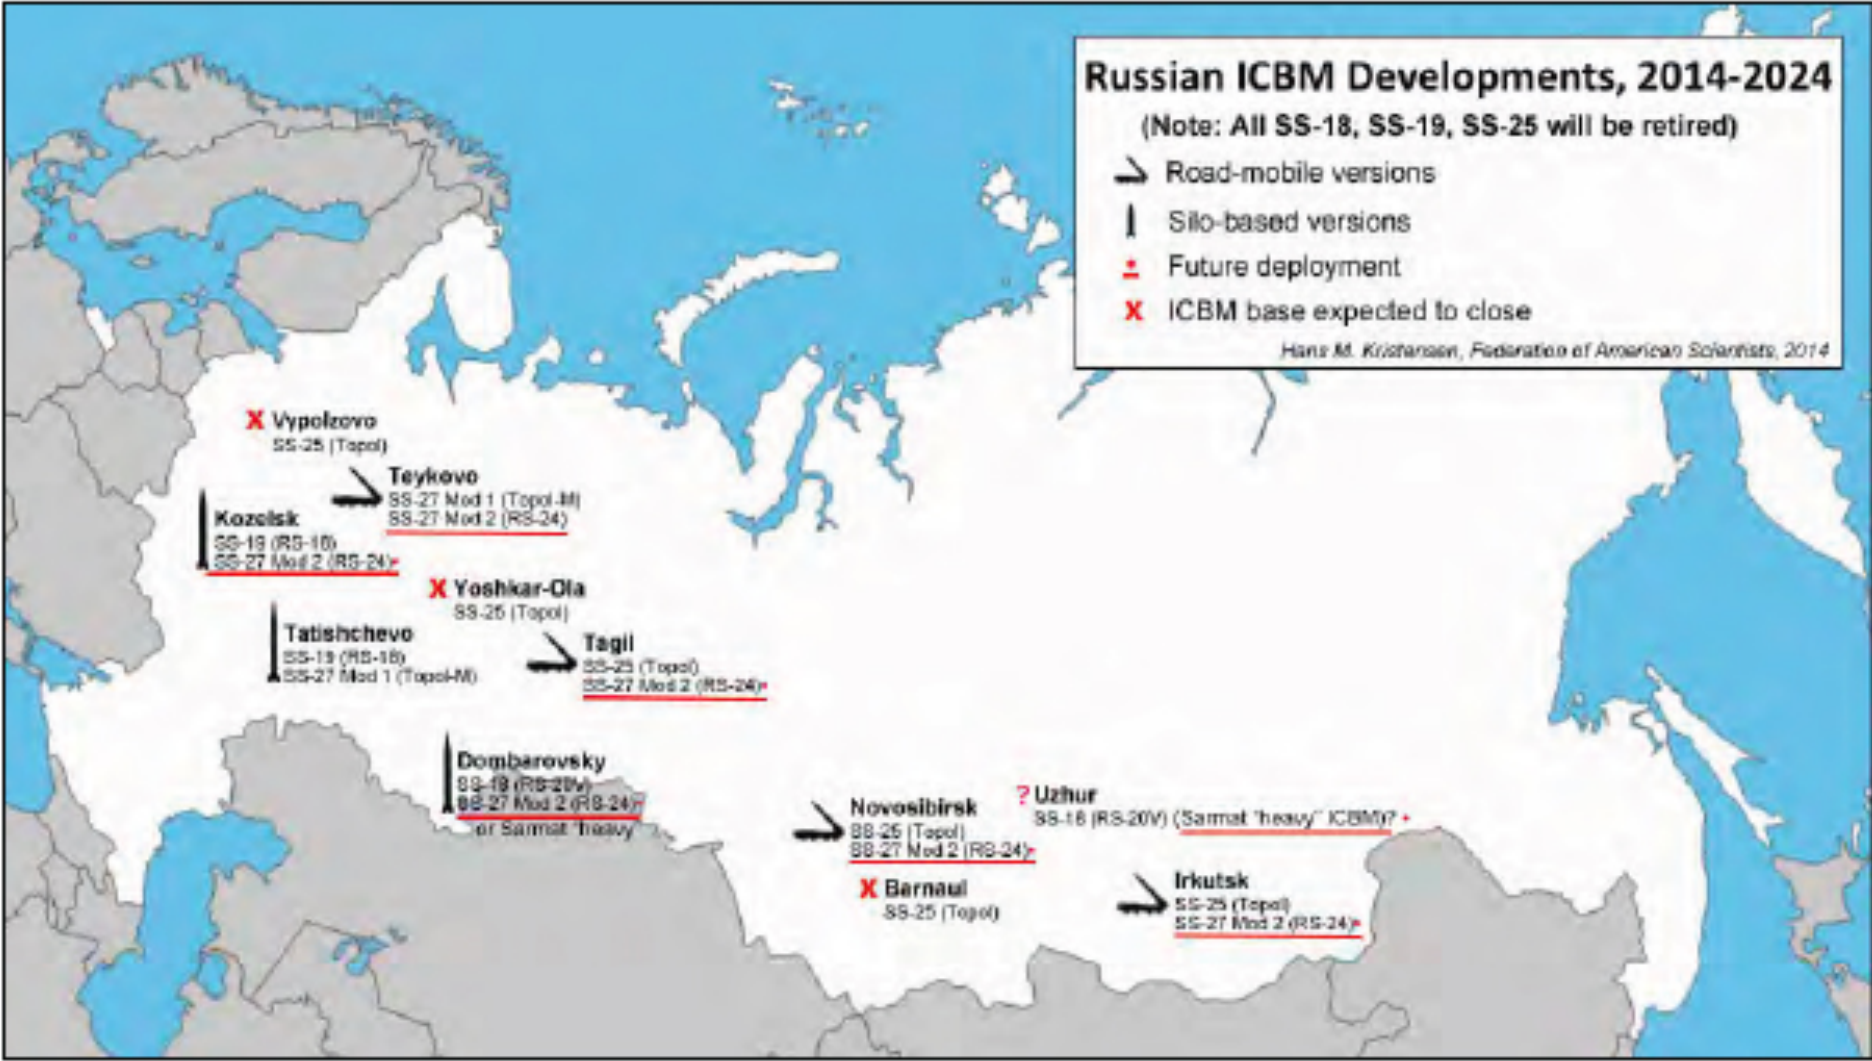 Russian ICBM Developments, 2014-2024
(Note: All SS-18, SS-19, SS-25 will be retired)
Road-mobile versions
Silo-based versions
Future deployment
X ICBM base expected to close
Hans M. Kristensen, Federation of American Scientists, 2014
X Vypolzovo
SS-25 (Topol)
Teykovo
SS-27 Mod 1 (Topol-M)
SS-27 Mod 2 (RS-24)
Kozelsk
SS-19 (RS-18)
SS-27 Mod 2 (RS-24)*
X Yoshkar-Ola
SS-25 (Topol)
Tatishchevo
SS-19 (RS-18)
SS-27 Mod 1 (Topol-M)
Tagil
SS-25 (Topol)
SS-27 Mod 2 (RS-24)*
Dombarovsky
SS-18 (RS-20V)
SS-27 Mod 2 (RS-24)*
or Sarmat "heavy"
Novosibirsk
SS-25 (Topol)
SS-27 Mod 2 (RS-24)*
? Uzhur
SS-18 (RS-20V) (Sarmat "heavy" ICBM)? *
X Barnaul
SS-25 (Topol)
Irkutsk
SS-25 (Topol)
SS-27 Mod 2 (RS-24)*